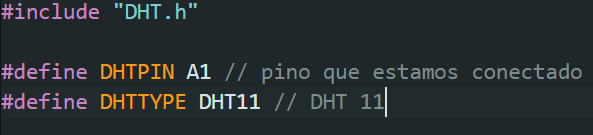 #include "DHT.h"
#define DHTPIN A1 // pino que estamos conectado
#define DHTTYPE DHT11 // DHT 11